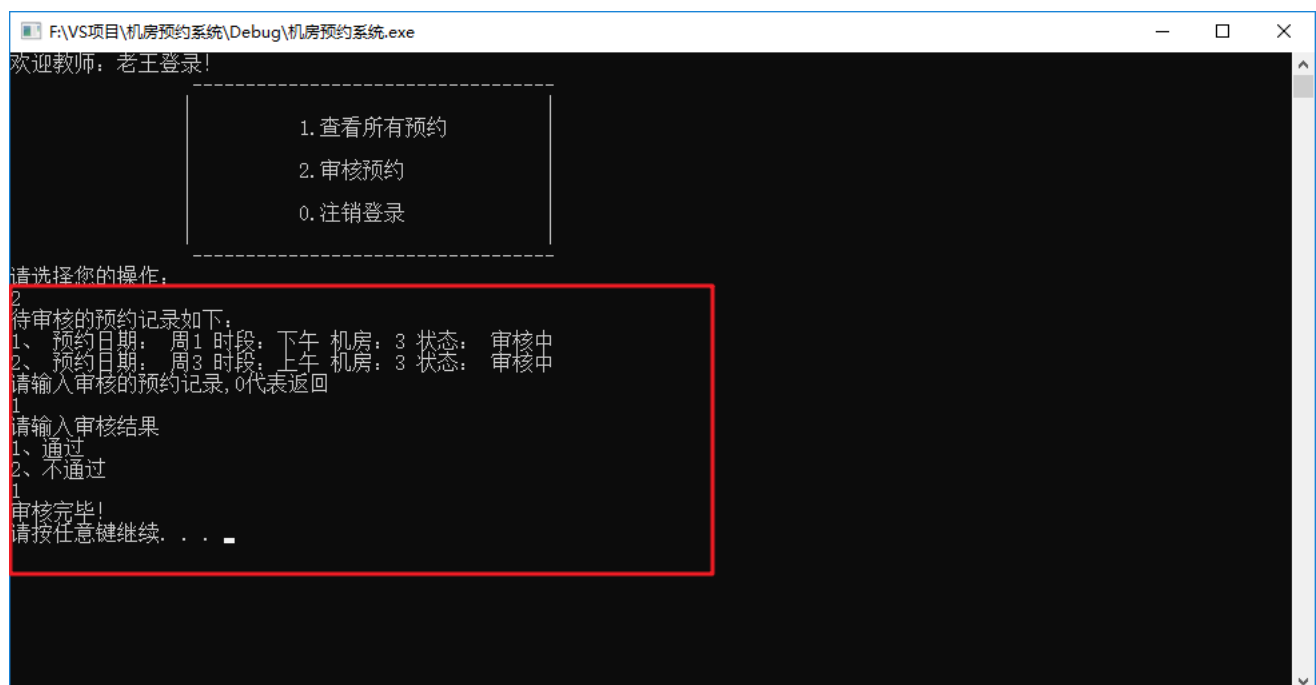 F:\VS项目\机房预约系统\Debug\机房预约系统.exe
欢迎教师：老王登录！
----------------------------------
1.查看所有预约
2.审核预约
0.注销登录
----------------------------------
请选择您的操作：
2
待审核的预约记录如下：
1、 预约日期： 周1 时段：下午 机房：3 状态： 审核中
2、 预约日期： 周3 时段：上午 机房：3 状态： 审核中
请输入审核的预约记录,0代表返回
1
请输入审核结果
1、通过
2、不通过
1
审核完毕！
请按任意键继续. . .